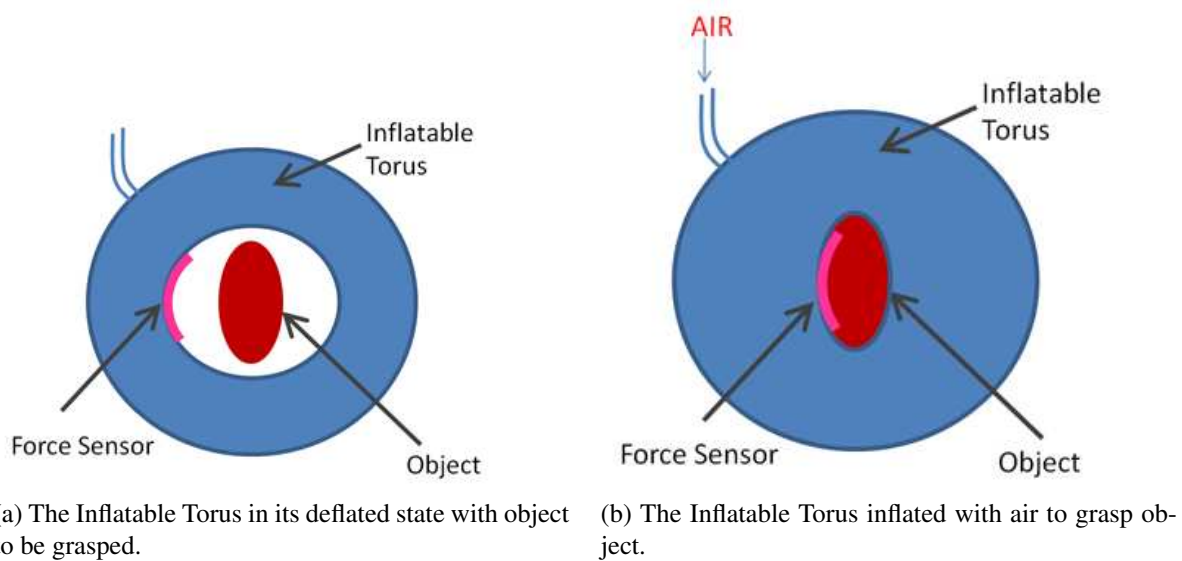 Inflatable
Torus
Force Sensor
Object
(a) The Inflatable Torus in its deflated state with object
to be grasped.
AIR
Inflatable
Torus
Force Sensor
Object
(b) The Inflatable Torus inflated with air to grasp ob-
ject.